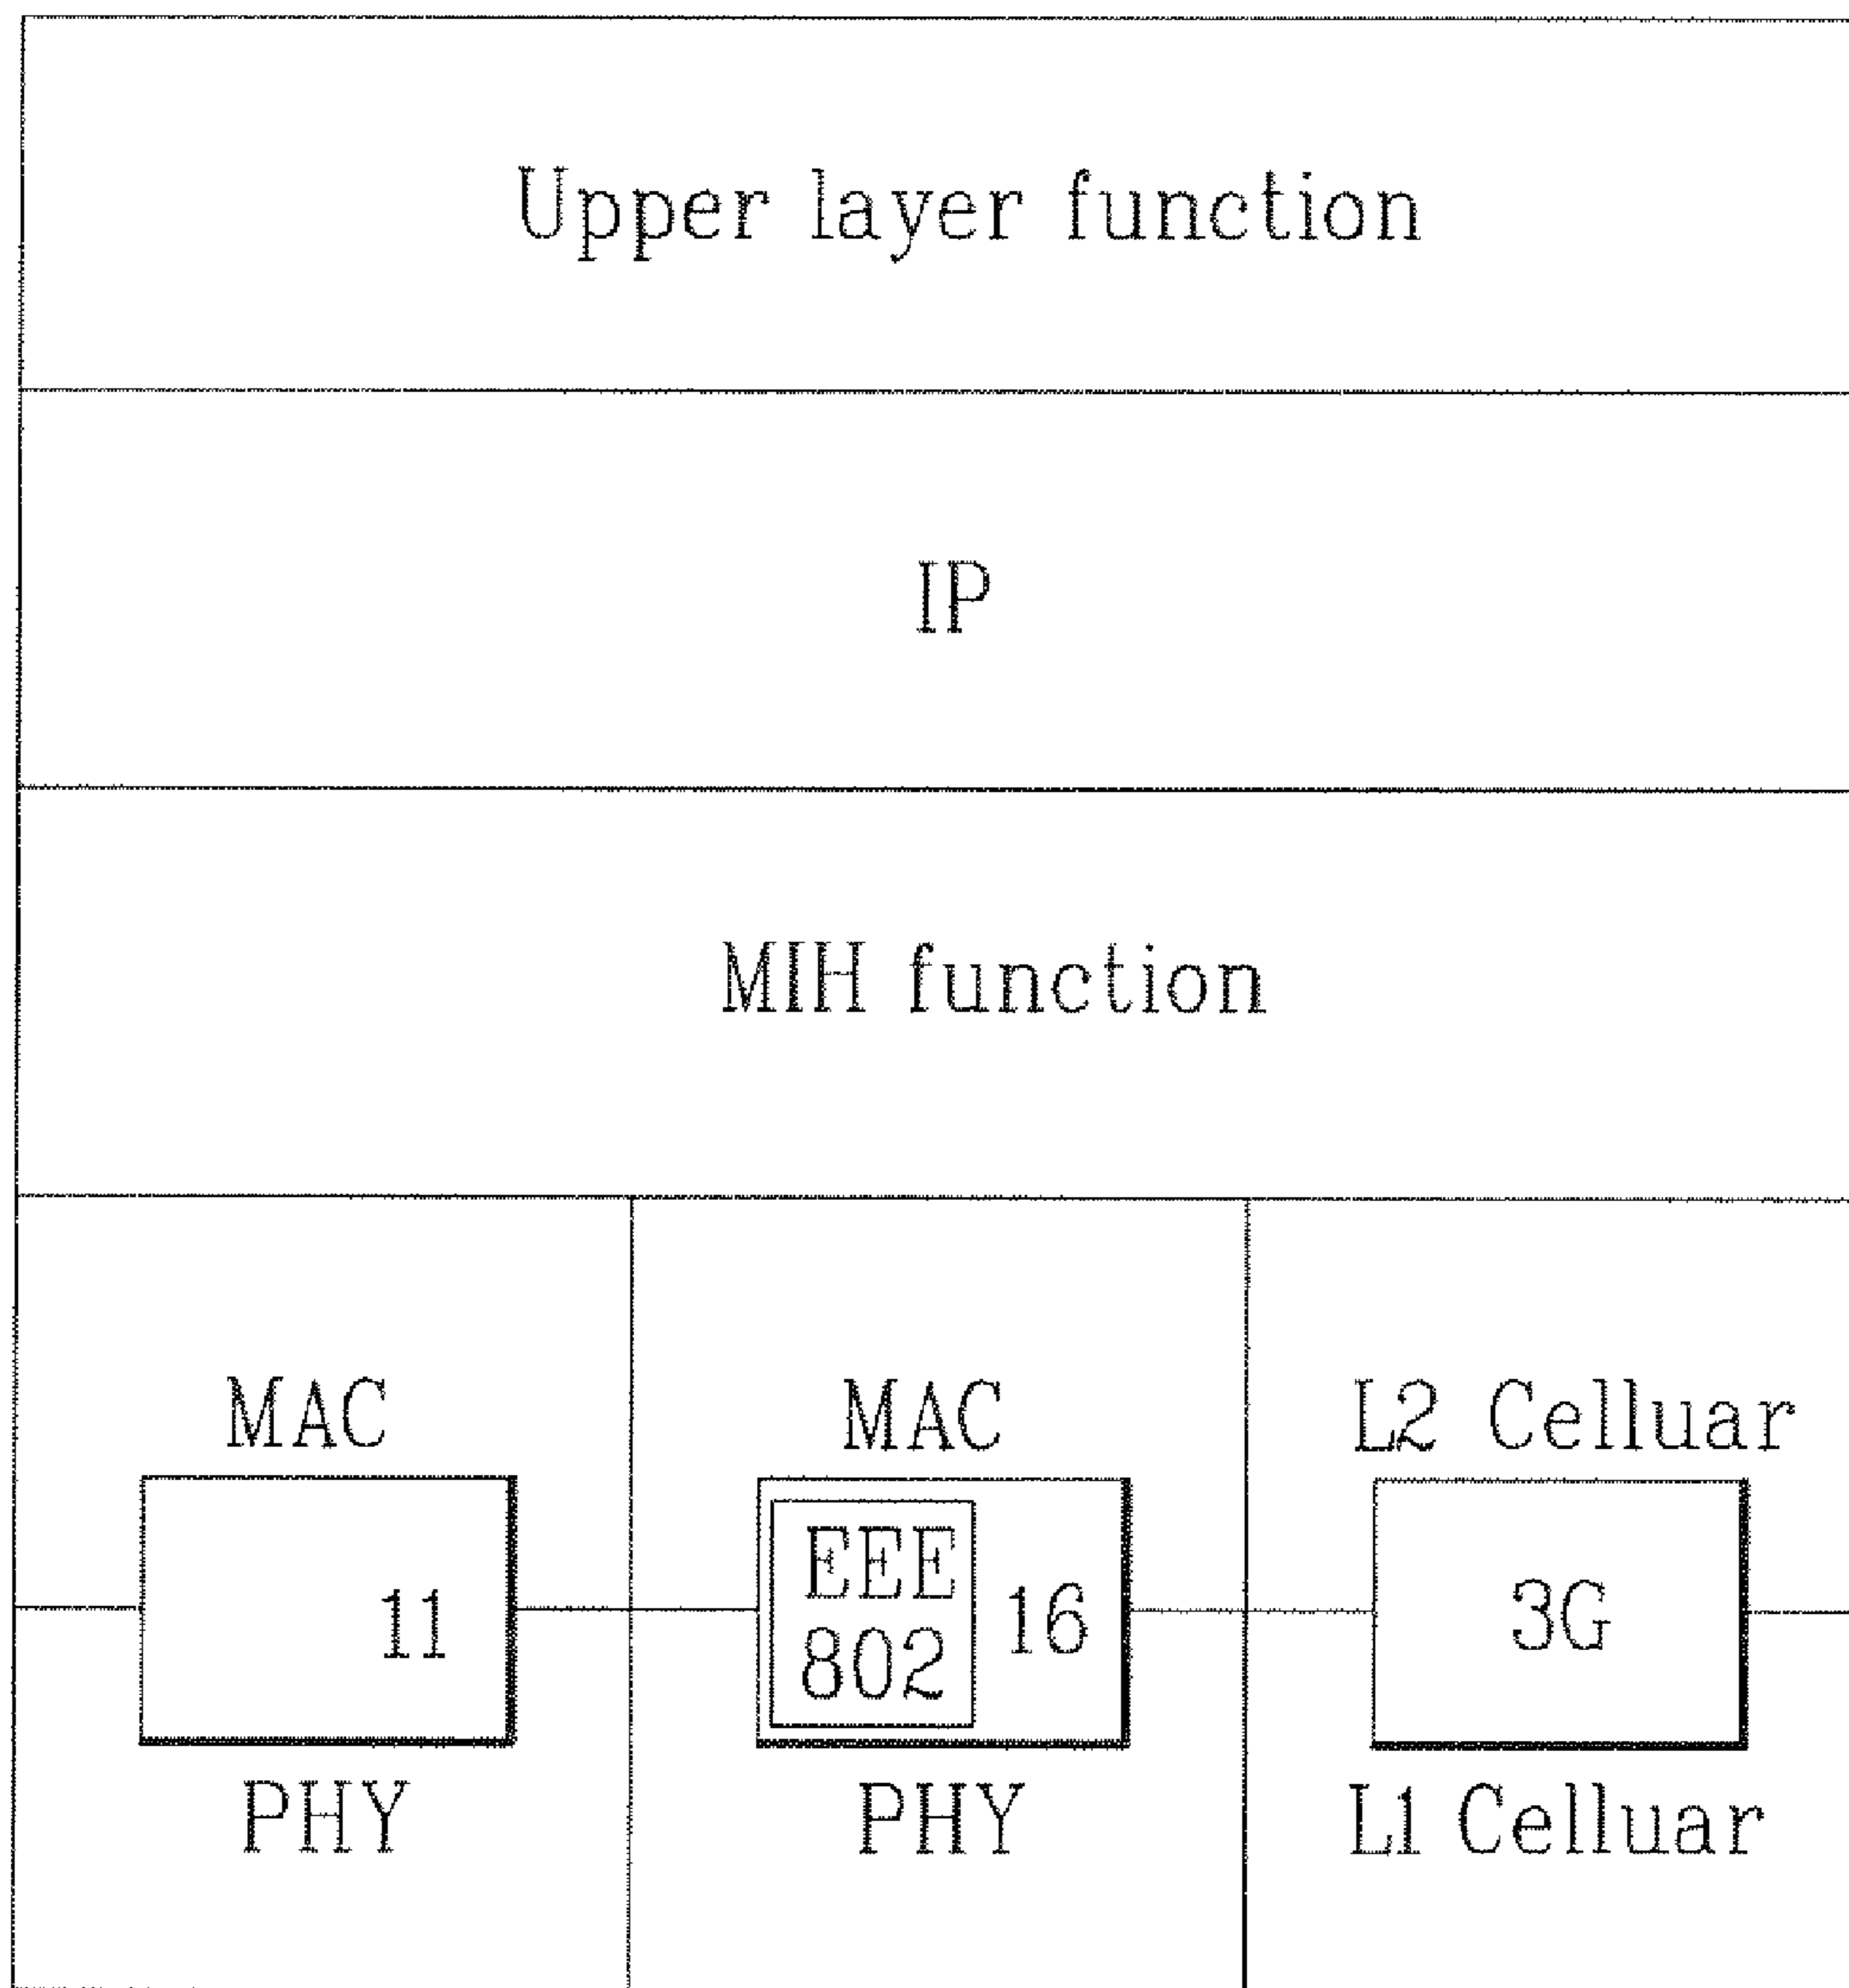 Upper layer function
IP
MIH function
MAC
MAC
L2 Celluar
11
EEE
802
16
3G
PHY
PHY
L1 Celluar